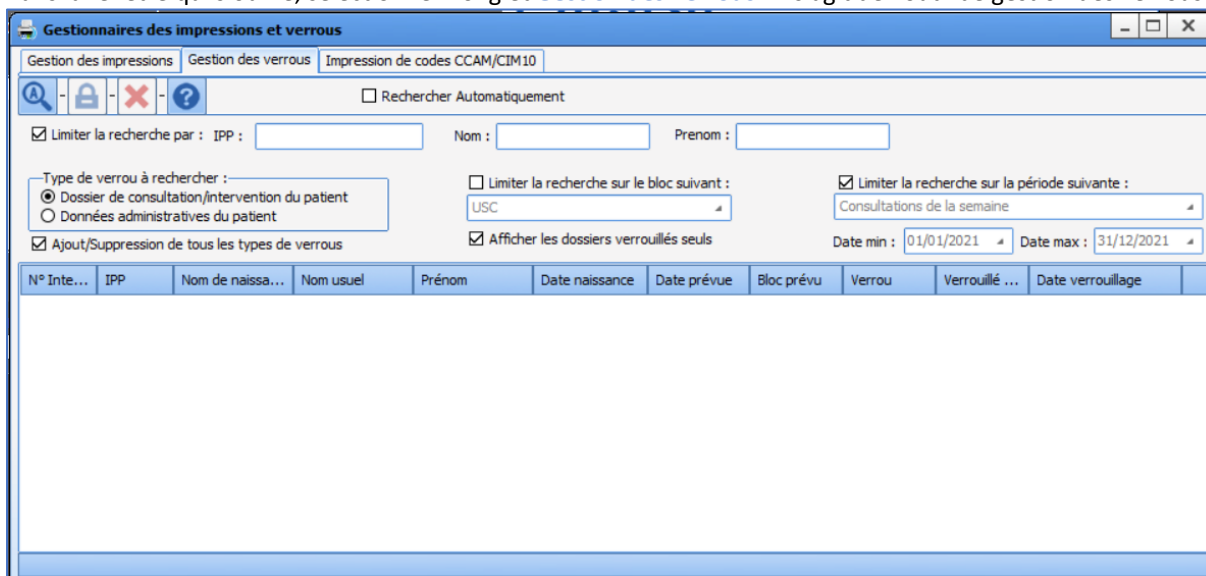 Gestionnaires des impressions et verrous
Gestion des impressions Gestion des verrous Impression de codes CCAM/CIM10
A - - - ? Rechercher Automatiquement
Limiter la recherche par : IPP : Nom : Prenom :
Type de verrou à rechercher :
Dossier de consultation/intervention du patient
Données administratives du patient
Ajout/Suppression de tous les types de verrous
Limiter la recherche sur le bloc suivant :
USC
Afficher les dossiers verrouillés seuls
Limiter la recherche sur la période suivante :
Consultations de la semaine
Date min : 01/01/2021 Date max : 31/12/2021
N° Inte... IPP Nom de naissa... Nom usuel Prénom Date naissance Date prévue Bloc prévu Verrou Verrouillé ... Date verrouillage